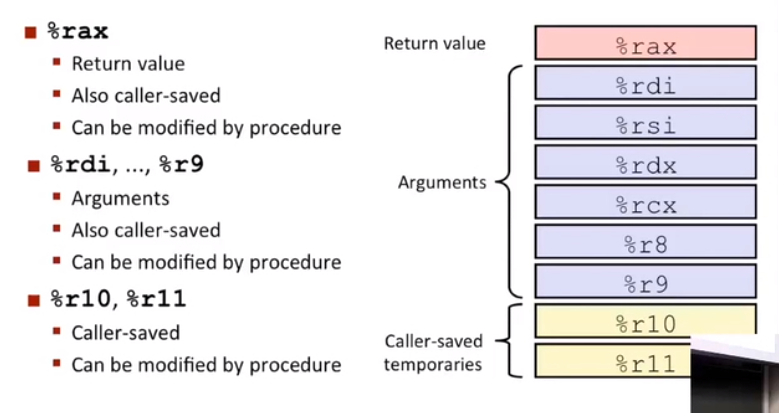 %rax
Return value
Also caller-saved
Can be modified by procedure
%rdi, ..., %r9
Arguments
Also caller-saved
Can be modified by procedure
%r10, %r11
Caller-saved
Can be modified by procedure
Return value
%rax
Arguments
%rdi
%rsi
%rdx
%rcx
%r8
%r9
Caller-saved
temporaries
%r10
%r11